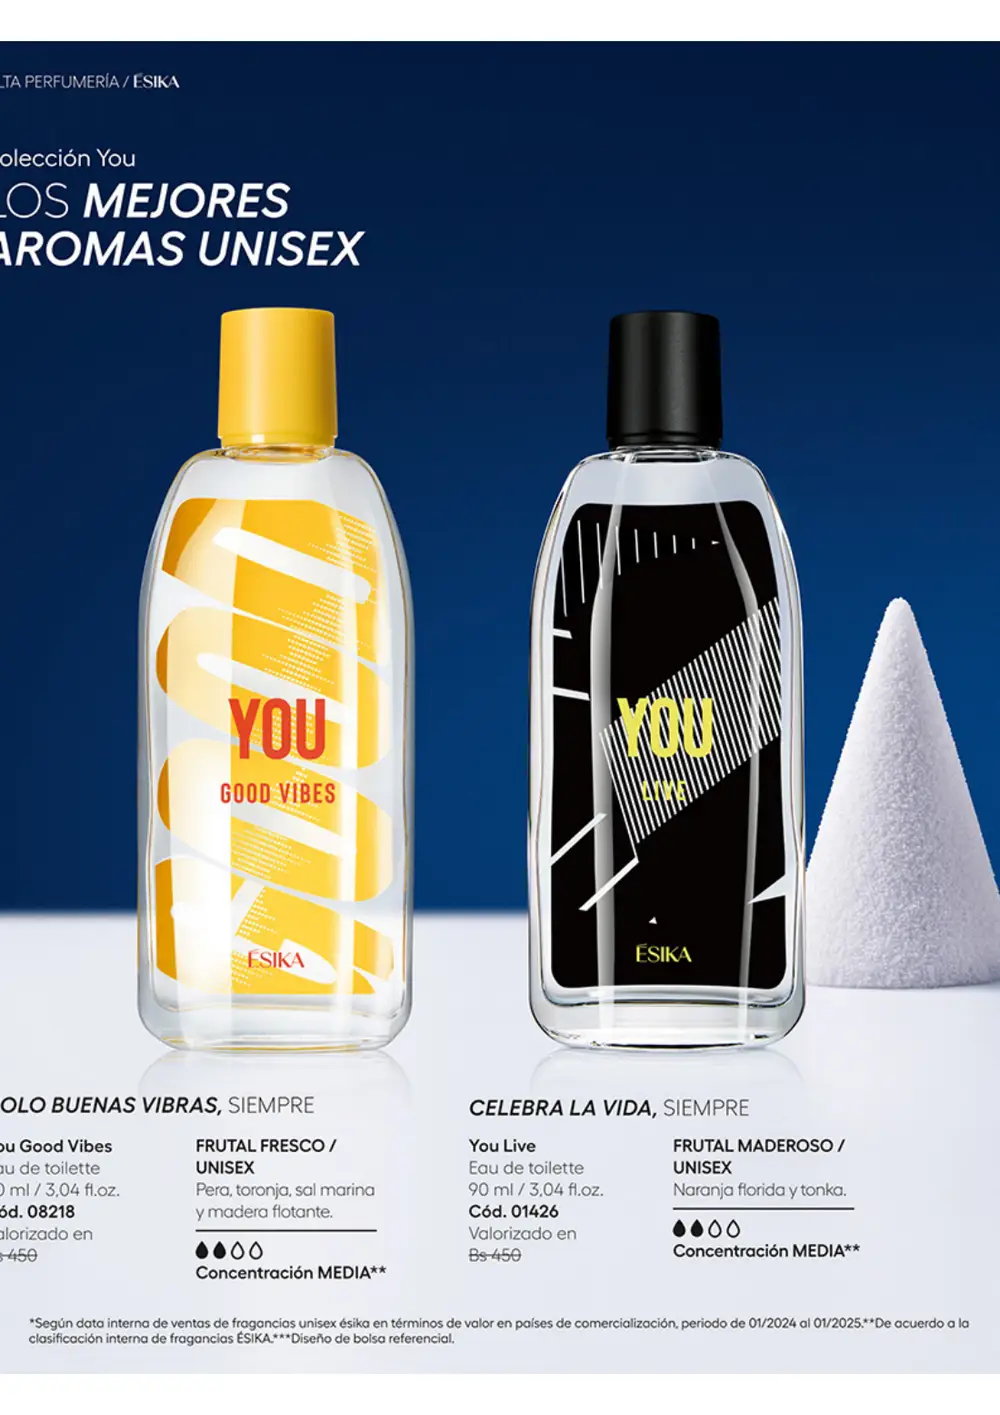 LTA PERFUMERÍA / ÉSIKA
olección You
LOS MEJORES
AROMAS UNISEX
YOU
GOOD VIBES
ÉSIKA
YOU
LIVE
ÉSIKA
OLO BUENAS VIBRAS, SIEMPRE
ou Good Vibes
au de toilette
0 ml / 3,04 fl.oz.
ód. 08218
alorizado en
s 450
FRUTAL FRESCO /
UNISEX
Pera, toronja, sal marina
y madera flotante.
Concentración MEDIA**
CELEBRA LA VIDA, SIEMPRE
You Live
Eau de toilette
90 ml / 3,04 fl.oz.
Cód. 01426
Valorizado en
Bs 450
FRUTAL MADEROSO /
UNISEX
Naranja florida y tonka.
Concentración MEDIA**
*Según data interna de ventas de fragancias unisex ésika en términos de valor en países de comercialización, periodo de 01/2024 al 01/2025.**De acuerdo a la
clasificación interna de fragancias ÉSIKA.***Diseño de bolsa referencial.